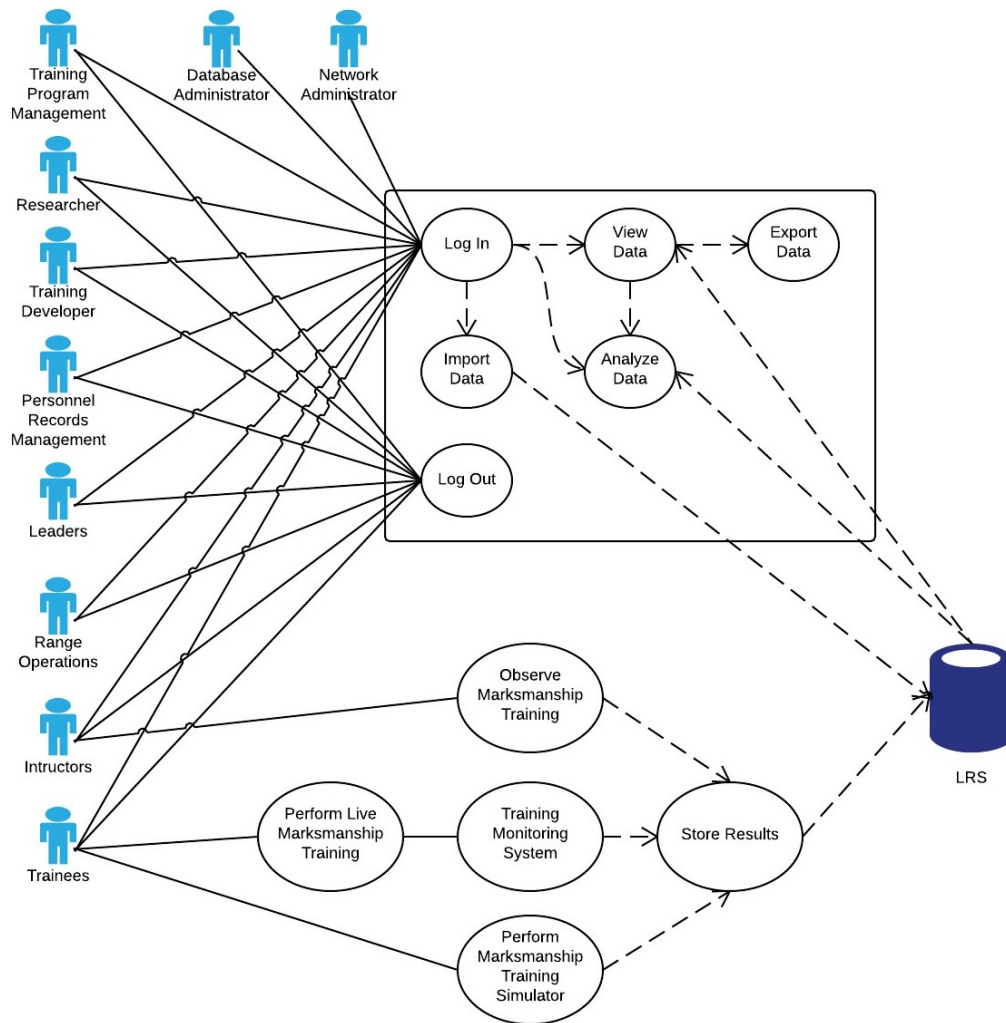 Training
Program
Management
Database
Administrator
Network
Administrator
Researcher
Training
Developer
Personnel
Records
Management
Leaders
Range
Operations
Intructors
Trainees
Log In
View
Data
Export
Data
Import
Data
Analyze
Data
Log Out
Observe
Marksmanship
Training
Perform Live
Marksmanship
Training
Training
Monitoring
System
Store Results
Perform
Marksmanship
Training
Simulator
LRS